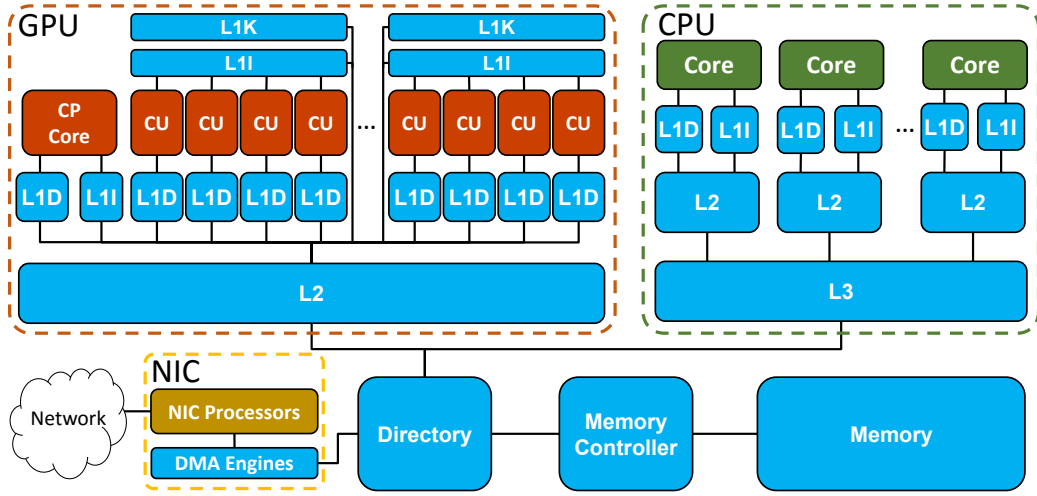 GPU
L1K
L1K
L1I
L1I
CP
Core
CU
CU
CU
CU
...
CU
CU
CU
CU
L1D
L1I
L1D
L1D
L1D
L1D
L1D
L1D
L1D
L1D
L2
CPU
Core
Core
Core
L1D
L1I
L1D
L1I
...
L1D
L1I
L2
L2
L2
L3
Network
NIC
NIC Processors
DMA Engines
Directory
Memory
Controller
Memory